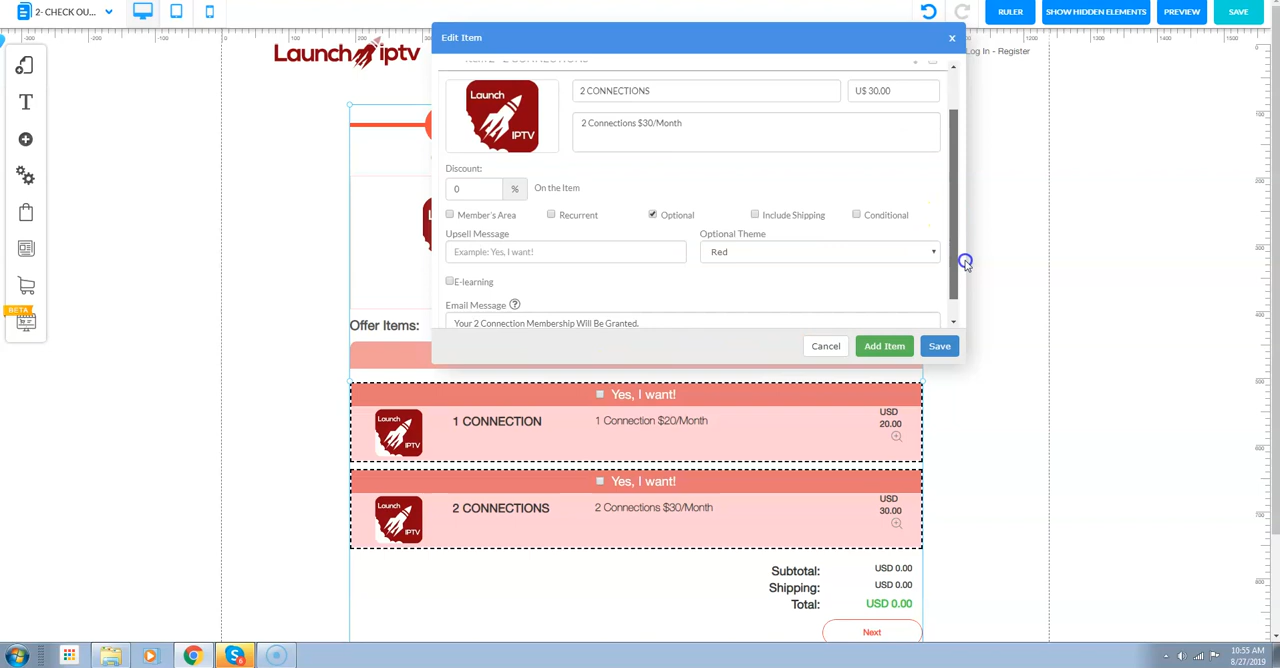 2- CHECK OU...
RULER
SHOW HIDDEN ELEMENTS
PREVIEW
SAVE
Launch iptv
Log In - Register
Edit Item
x
Launch
IPTV
2 CONNECTIONS
U$ 30.00
2 Connections $30/Month
Discount:
0
%
On the Item
Member's Area
Recurrent
Optional
Include Shipping
Conditional
Upsell Message
Optional Theme
Example: Yes, I want!
Red
E-learning
Email Message
Your 2 Connection Membership Will Be Granted.
Cancel
Add Item
Save
BETA
Offer Items:
Yes, I want!
Launch
IPTV
1 CONNECTION
1 Connection $20/Month
USD
20.00
Yes, I want!
Launch
IPTV
2 CONNECTIONS
2 Connections $30/Month
USD
30.00
Subtotal:
USD 0.00
Shipping:
USD 0.00
Total:
USD 0.00
Next
10:55 AM
8/27/2019